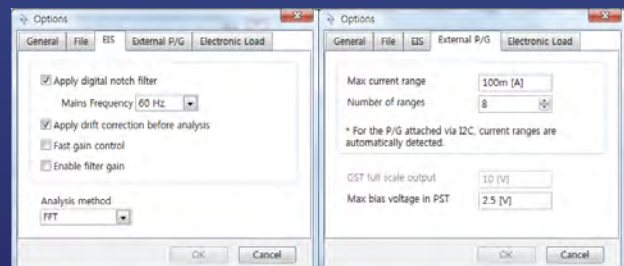 Options
General File EIS External P/G Electronic Load
Apply digital notch filter
Mains Frequency 60 Hz
Apply drift correction before analysis
Fast gain control
Enable filter gain
Analysis method
FFT
OK Cancel
Options
General File EIS External P/G Electronic Load
Max current range 100m [A]
Number of ranges 8
* For the P/G attached via I2C, current ranges are
automatically detected.
GST full scale output 10 [V]
Max bias voltage in PST 2.5 [V]
OK Cancel